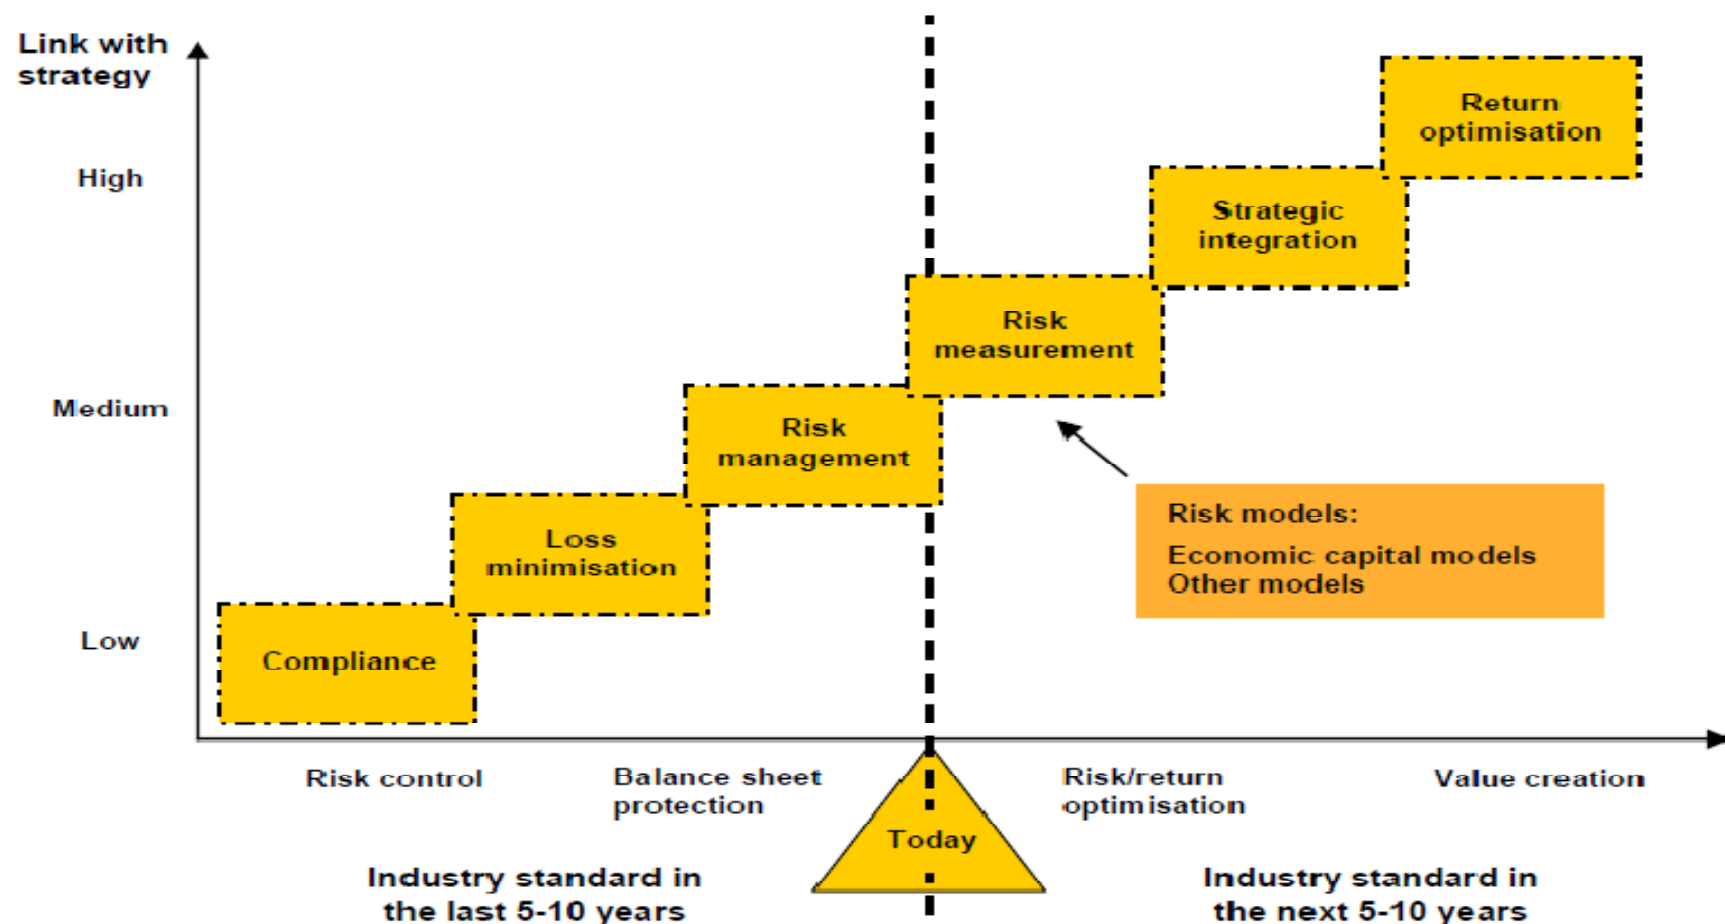 Link with
strategy
High
Medium
Low
Return
optimisation
Strategic
integration
Risk
measurement
Risk
management
Loss
minimisation
Compliance
Risk models:
Economic capital models
Other models
Risk control
Balance sheet
protection
Risk/return
optimisation
Value creation
Today
Industry standard in
the last 5-10 years
Industry standard in
the next 5-10 years